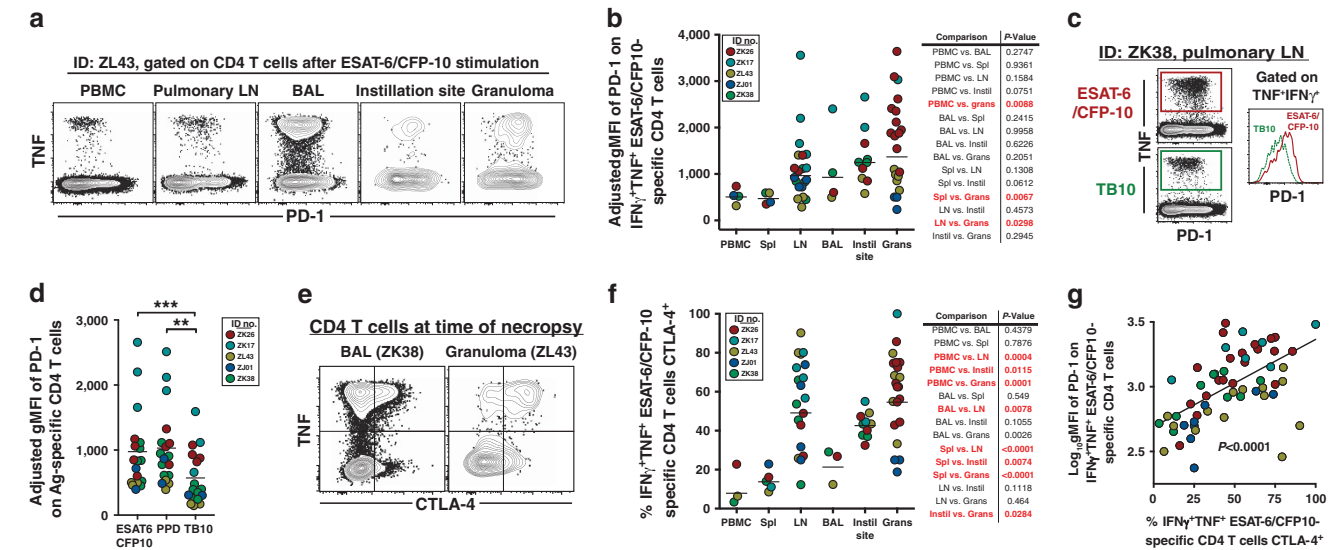 a
ID: ZL43, gated on CD4 T cells after ESAT-6/CFP-10 stimulation
PBMC Pulmonary LN BAL Instillation site Granuloma
TNF
PD-1
b
Adjusted gMFI of PD-1 on
IFNγ⁺TNF⁺ ESAT-6/CFP10-
specific CD4 T cells
4,000
3,000
2,000
1,000
0
ID no.
ZK26
ZK17
ZL43
ZJ01
ZK38
PBMC Spl LN BAL Instil site Grans
Comparison P-Value
PBMC vs. BAL 0.2747
PBMC vs. Spl 0.9361
PBMC vs. LN 0.1584
PBMC vs. Instil 0.0751
PBMC vs. grans 0.0088
BAL vs. Spl 0.2415
BAL vs. LN 0.9958
BAL vs. Instil 0.6226
BAL vs. Grans 0.2051
Spl vs. LN 0.1308
Spl vs. Instil 0.0612
Spl vs. Grans 0.0067
LN vs. Instil 0.4573
LN vs. Grans 0.0298
Instil vs. Grans 0.2945
c
ID: ZK38, pulmonary LN
ESAT-6
/CFP-10
TB10
TNF
PD-1
Gated on
TNF⁺IFNγ⁺
TB10
ESAT-6/
CFP-10
PD-1
d
Adjusted gMFI of PD-1
on Ag-specific CD4 T cells
3,000
2,000
1,000
0
***
**
ID no.
ZK26
ZK17
ZL43
ZJ01
ZK38
ESAT6 PPD TB10
CFP10
e
CD4 T cells at time of necropsy
BAL (ZK38) Granuloma (ZL43)
TNF
CTLA-4
f
% IFNγ⁺TNF⁺ ESAT-6/CFP-10
specific CD4 T cells CTLA-4⁺
100
80
60
40
20
0
ID no.
ZK26
ZK17
ZL43
ZJ01
ZK38
PBMC Spl LN BAL Instil site Grans
Comparison P-Value
PBMC vs. BAL 0.4379
PBMC vs. Spl 0.7876
PBMC vs. LN 0.0004
PBMC vs. Instil 0.0115
PBMC vs. Grans 0.0001
BAL vs. Spl 0.549
BAL vs. LN 0.0078
BAL vs. Instil 0.1055
BAL vs. Grans 0.0026
Spl vs. LN <0.0001
Spl vs. Instil 0.0074
Spl vs. Grans <0.0001
LN vs. Instil 0.1118
LN vs. Grans 0.464
Instil vs. Grans 0.0284
g
Log₁₀gMFI of PD-1 on
IFNγ⁺TNF⁺ ESAT-6/CFP10-
specific CD4 T cells
3.5
3.0
2.5
P<0.0001
0 25 50 75 100
% IFNγ⁺TNF⁺ ESAT-6/CFP10-
specific CD4 T cells CTLA-4⁺